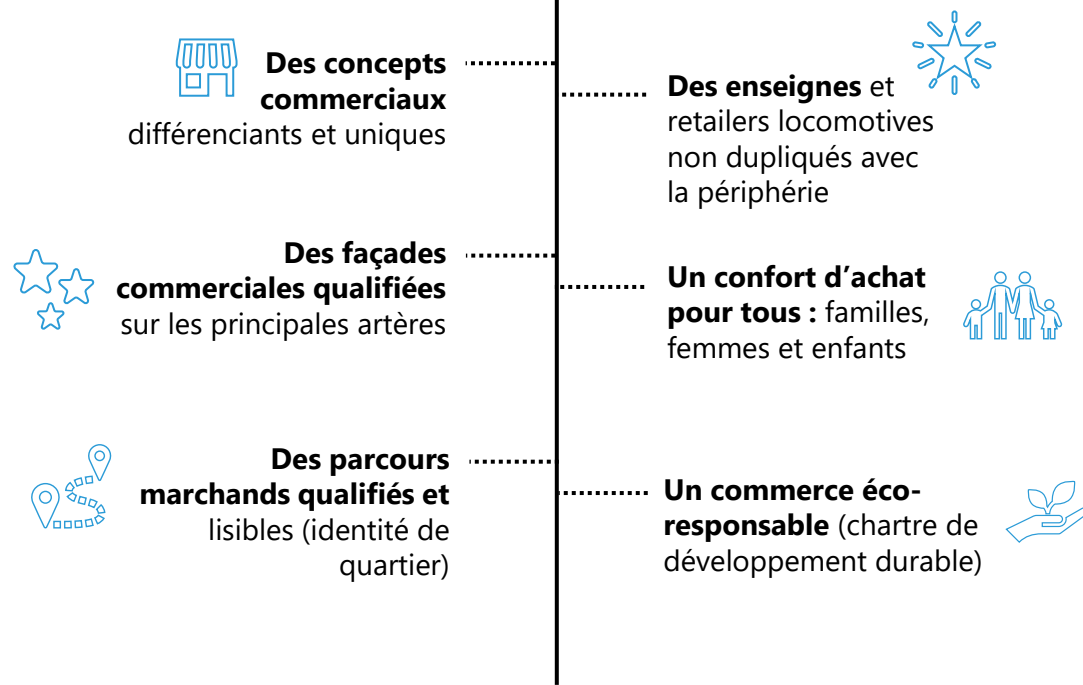 Des concepts
commerciaux
différenciants et uniques
Des enseignes et
retailers locomotives
non dupliqués avec
la périphérie
Des façades
commerciales qualifiées
sur les principales artères
Un confort d’achat
pour tous : familles,
femmes et enfants
Des parcours
marchands qualifiés et
lisibles (identité de
quartier)
Un commerce éco-
responsable (chartre de
développement durable)